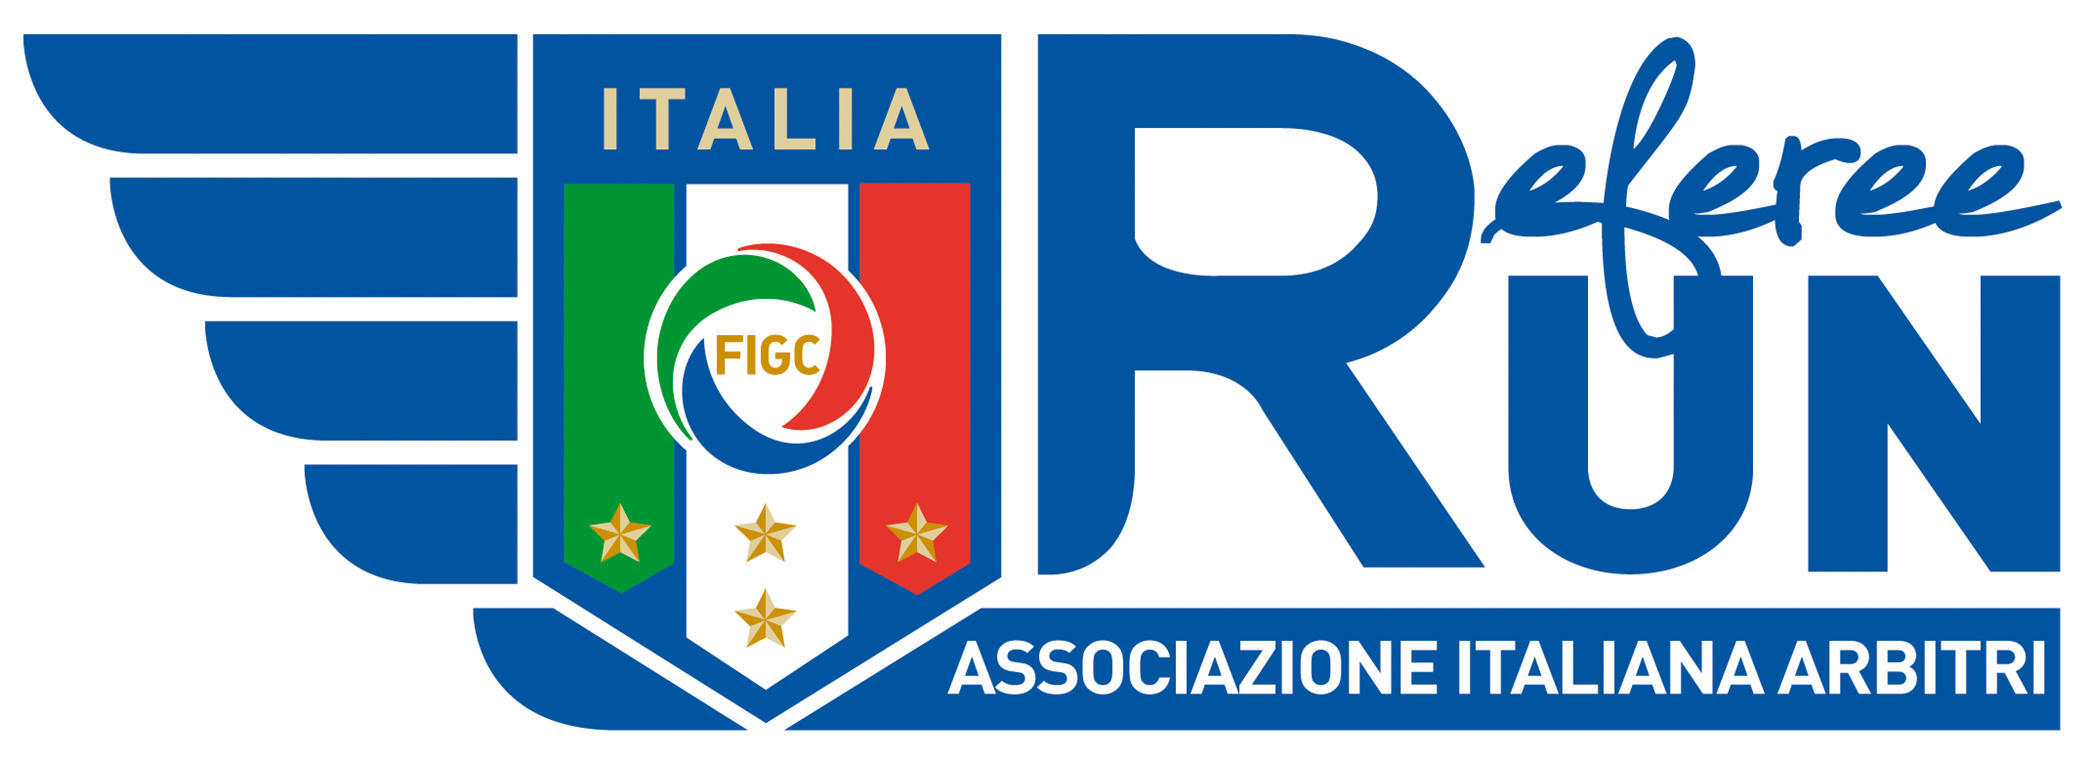 ITALIA
FIGC
Referee
RUN
ASSOCIAZIONE ITALIANA ARBITRI